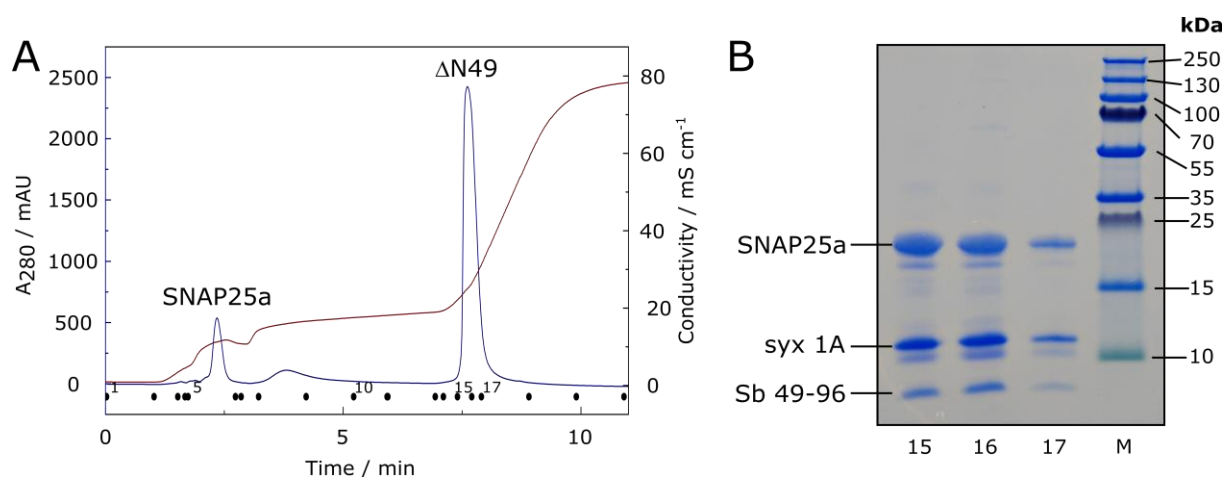 A
B
A280 / mAU
2500
2000
1500
1000
500
0
SNAP25a
ΔN49
1
5
10
15
17
0
5
10
Time / min
80
60
40
20
0
Conductivity / mS cm⁻¹
SNAP25a
syx 1A
Sb 49-96
kDa
250
130
100
70
55
35
25
15
10
15 16 17 M